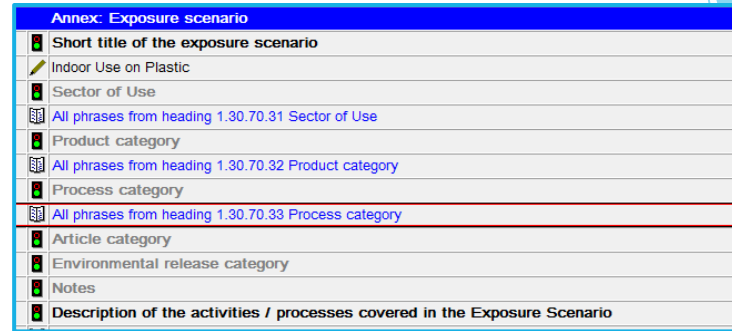 Annex: Exposure scenario
Short title of the exposure scenario
Indoor Use on Plastic
Sector of Use
All phrases from heading 1.30.70.31 Sector of Use
Product category
All phrases from heading 1.30.70.32 Product category
Process category
All phrases from heading 1.30.70.33 Process category
Article category
Environmental release category
Notes
Description of the activities / processes covered in the Exposure Scenario